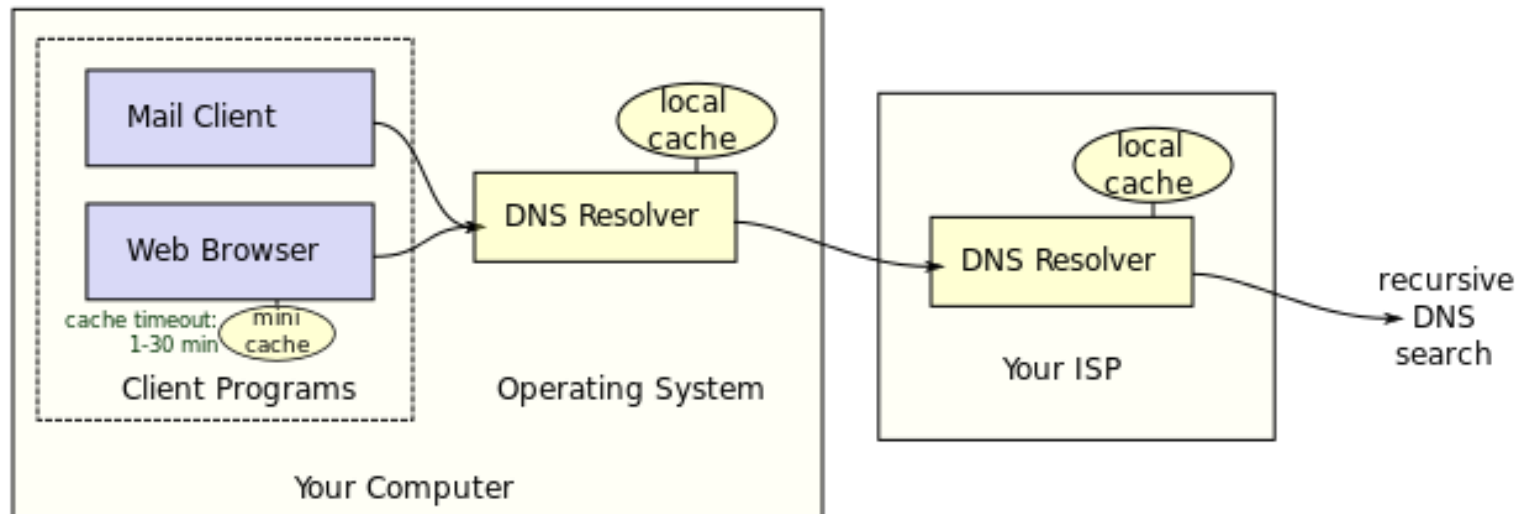 Mail Client
Web Browser
cache timeout:
1-30 min
mini
cache
Client Programs
local
cache
DNS Resolver
Operating System
Your Computer
local
cache
DNS Resolver
Your ISP
recursive
DNS
search